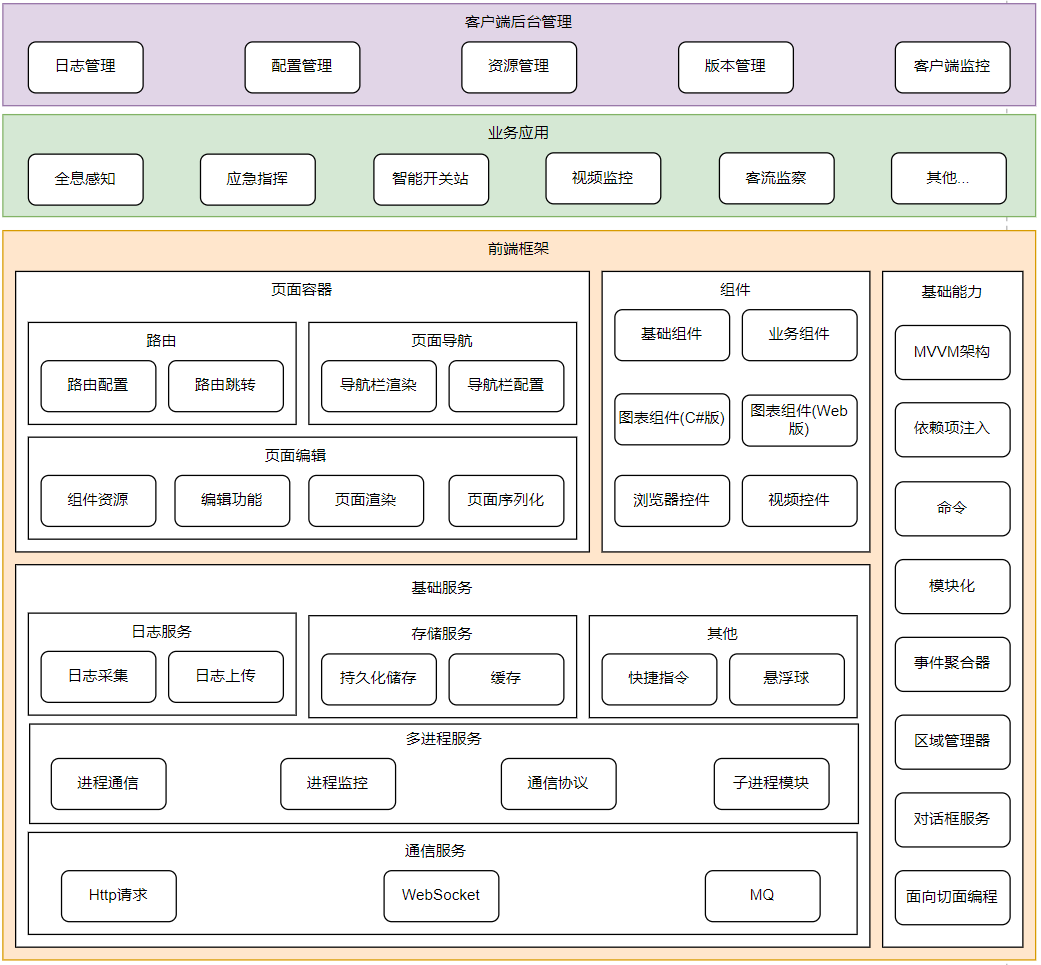 客户端后台管理
日志管理
配置管理
资源管理
版本管理
客户端监控
业务应用
全息感知
应急指挥
智能开关站
视频监控
客流监察
其他...
前端框架
页面容器
路由
路由配置
路由跳转
页面导航
导航栏渲染
导航栏配置
页面编辑
组件资源
编辑功能
页面渲染
页面序列化
组件
基础组件
业务组件
图表组件(C#版)
图表组件(Web
版)
浏览器控件
视频控件
基础服务
日志服务
日志采集
日志上传
存储服务
持久化储存
缓存
其他
快捷指令
悬浮球
多进程服务
进程通信
进程监控
通信协议
子进程模块
通信服务
Http请求
WebSocket
MQ
基础能力
MVVM架构
依赖项注入
命令
模块化
事件聚合器
区域管理器
对话框服务
面向切面编程